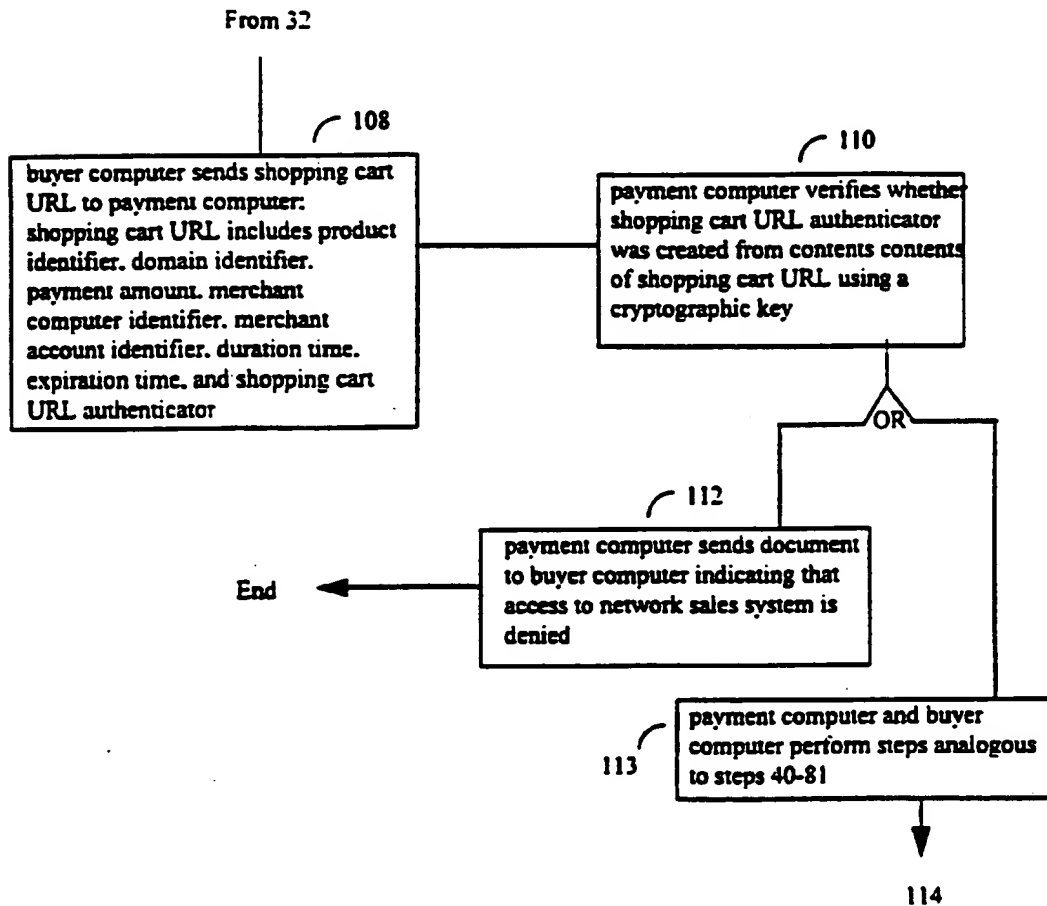 From 32
108
buyer computer sends shopping cart
URL to payment computer:
shopping cart URL includes product
identifier. domain identifier.
payment amount. merchant
computer identifier. merchant
account identifier. duration time.
expiration time. and shopping cart
URL authenticator
110
payment computer verifies whether
shopping cart URL authenticator
was created from contents contents
of shopping cart URL using a
cryptographic key
OR
112
payment computer sends document
to buyer computer indicating that
access to network sales system is
denied
End
113
payment computer and buyer
computer perform steps analogous
to steps 40-81
114